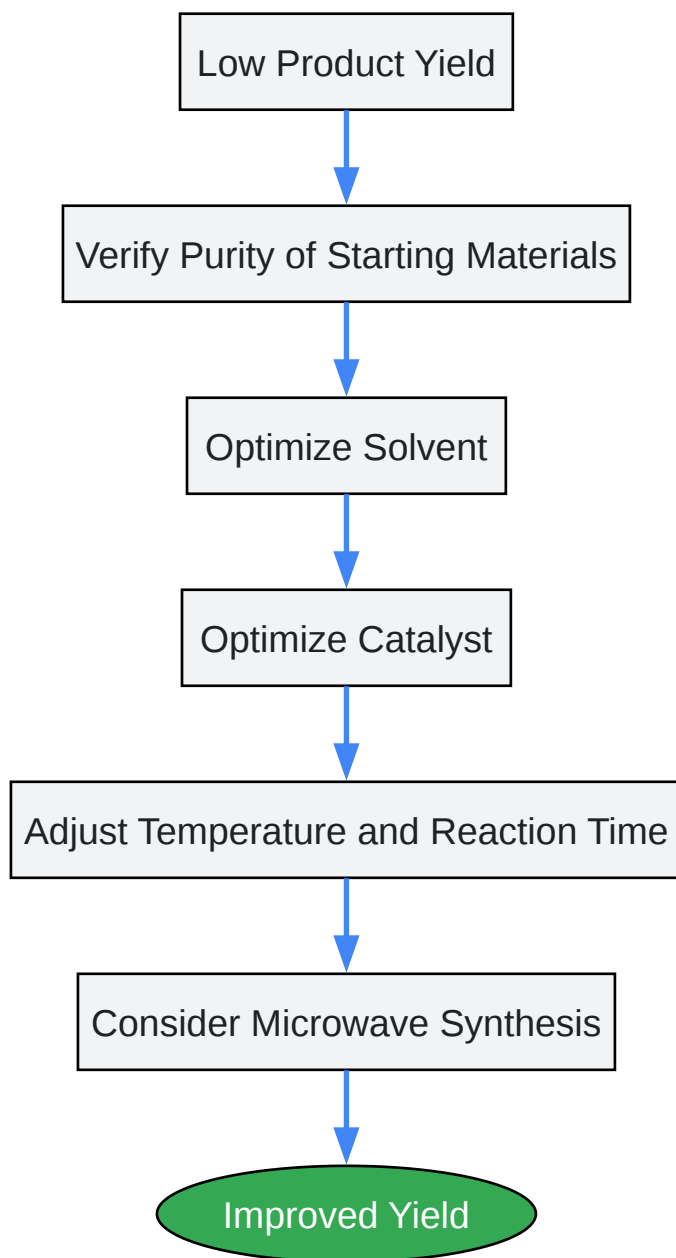 Low Product Yield
Verify Purity of Starting Materials
Optimize Solvent
Optimize Catalyst
Adjust Temperature and Reaction Time
Consider Microwave Synthesis
Improved Yield